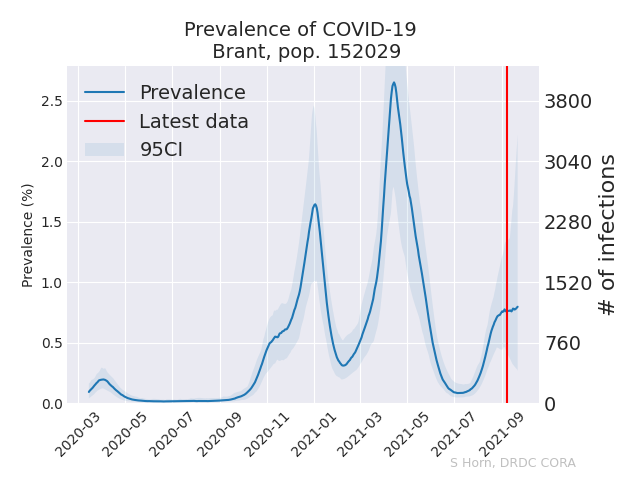 Prevalence of COVID-19
Brant, pop. 152029
Prevalence
Latest data
95CI
Prevalence (%)
2.5
2.0
1.5
1.0
0.5
0.0
3800
3040
2280
1520
760
0
# of infections
2020-03
2020-05
2020-07
2020-09
2020-11
2021-01
2021-03
2021-05
2021-07
2021-09
S Horn, DRDC CORA